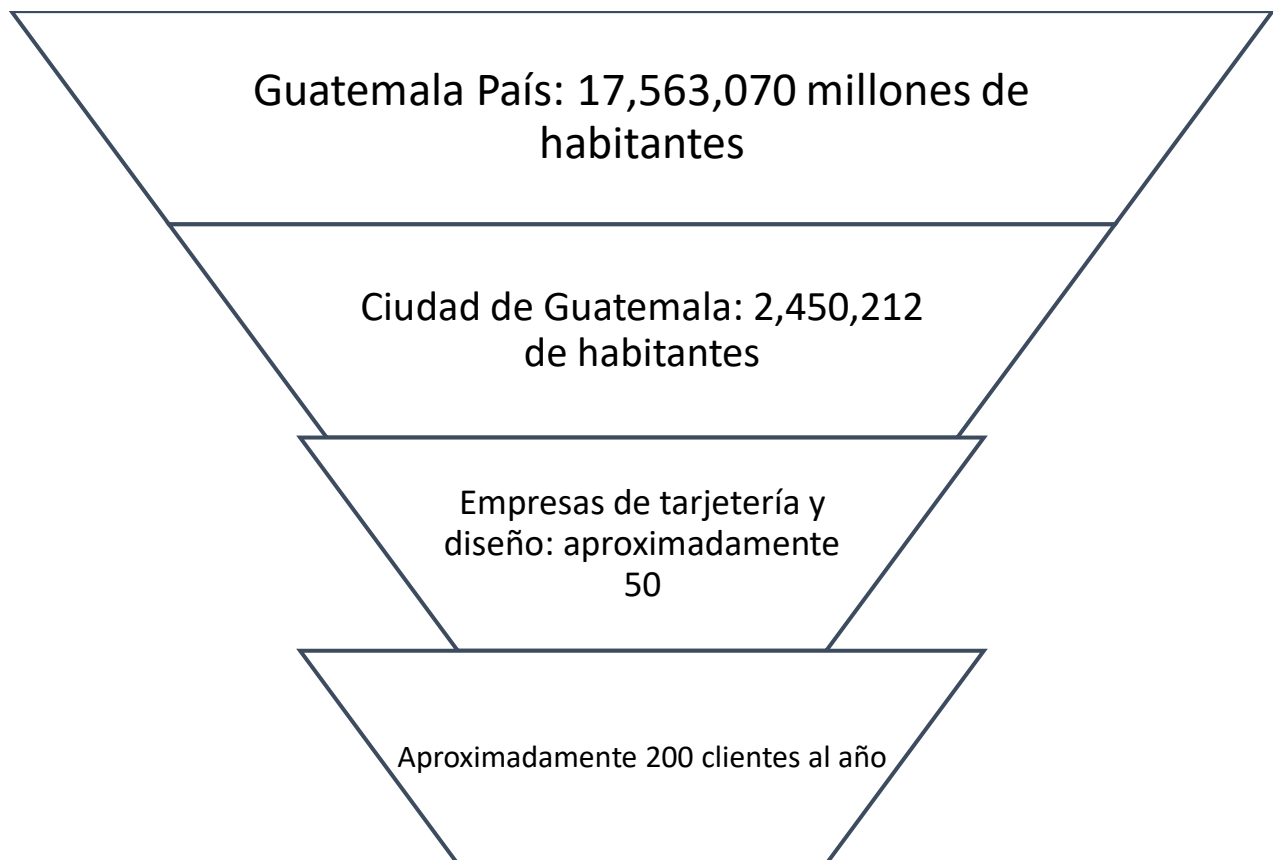 Guatemala País: 17,563,070 millones de
habitantes
Ciudad de Guatemala: 2,450,212
de habitantes
Empresas de tarjetería y
diseño: aproximadamente
50
Aproximadamente 200 clientes al año